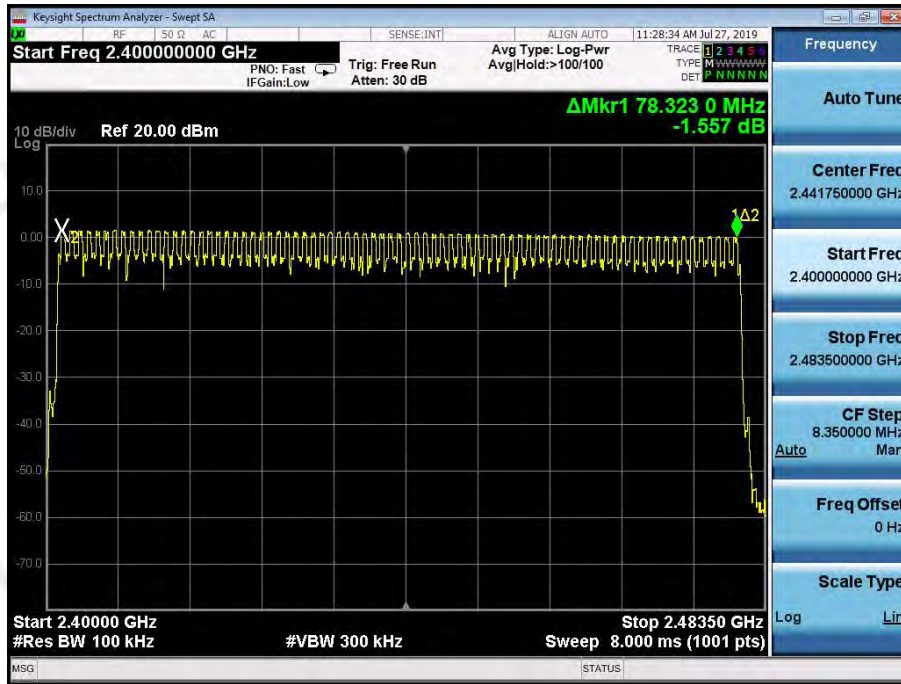 Keysight Spectrum Analyzer - Swept SA
LXI RF 50 Ω AC SENSE:INT ALIGN AUTO 11:28:34 AM Jul 27, 2019
Start Freq 2.400000000 GHz
PNO: Fast
IFGain:Low
Trig: Free Run
Atten: 30 dB
Avg Type: Log-Pwr
Avg|Hold:>100/100
TRACE 1 2 3 4 5 6
TYPE M WWWWW
DET P N N N N N
ΔMkr1 78.323 0 MHz
-1.557 dB
10 dB/div Ref 20.00 dBm
Log
10.0
0.00
-10.0
-20.0
-30.0
-40.0
-50.0
-60.0
-70.0
X2
1Δ2
Start 2.40000 GHz
Stop 2.48350 GHz
#Res BW 100 kHz
#VBW 300 kHz
Sweep 8.000 ms (1001 pts)
MSG
STATUS
Frequency
Auto Tune
Center Freq
2.441750000 GHz
Start Freq
2.400000000 GHz
Stop Freq
2.483500000 GHz
CF Step
8.350000 MHz
Auto Man
Freq Offset
0 Hz
Scale Type
Log Lin